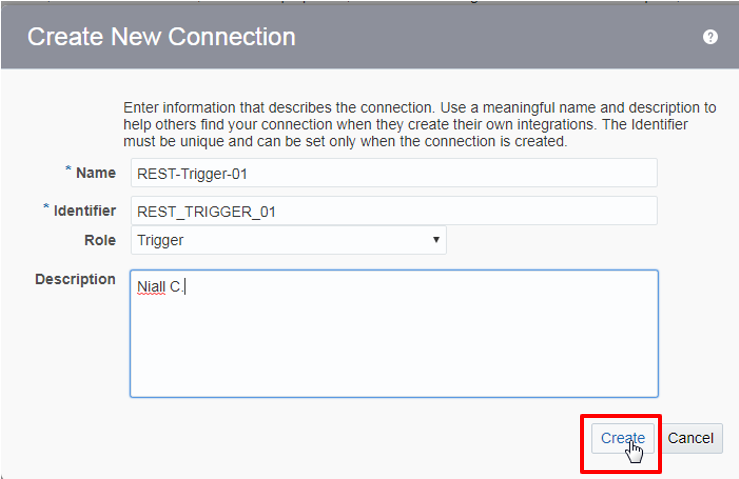 Create New Connection
?
Enter information that describes the connection. Use a meaningful name and description to
help others find your connection when they create their own integrations. The Identifier
must be unique and can be set only when the connection is created.
* Name REST-Trigger-01
* Identifier REST_TRIGGER_01
Role Trigger
Description Niall C.
Create Cancel